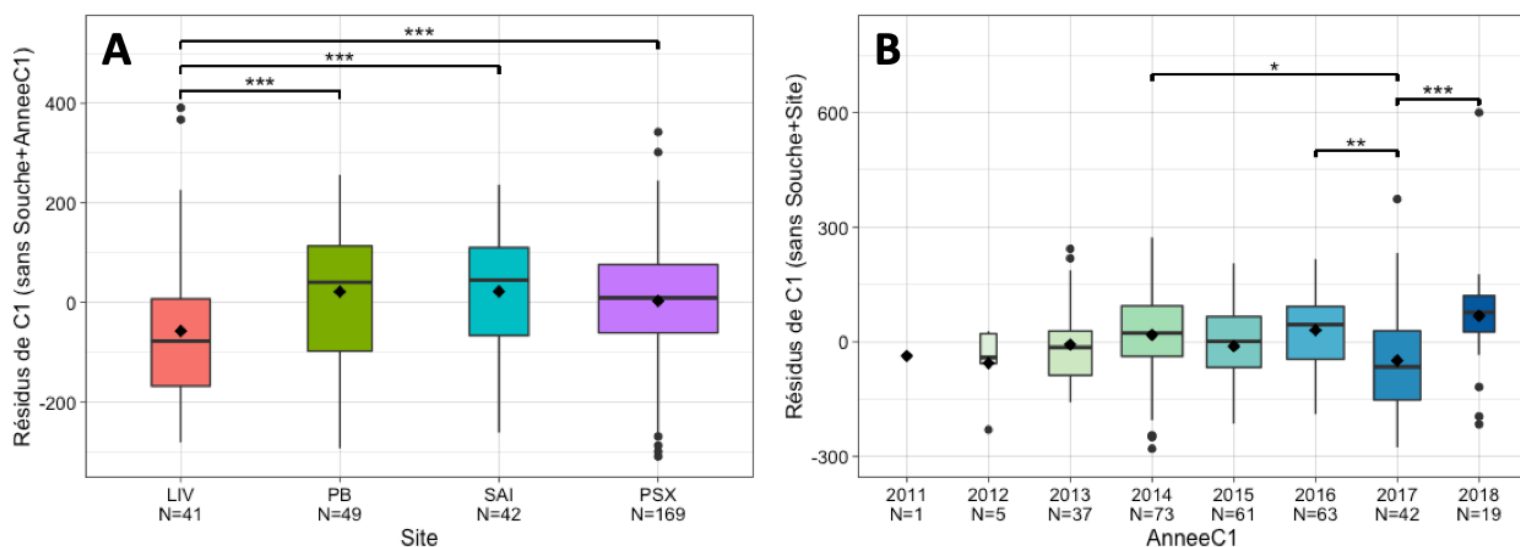 A
Résidus de C1 (sans Souche+AnneeC1)
400
200
0
-200
***
***
***
LIV PB SAI PSX
N=41 N=49 N=42 N=169
Site
B
Résidus de C1 (sans Souche+Site)
600
300
0
-300
*
***
**
2011 2012 2013 2014 2015 2016 2017 2018
N=1 N=5 N=37 N=73 N=61 N=63 N=42 N=19
AnneeC1